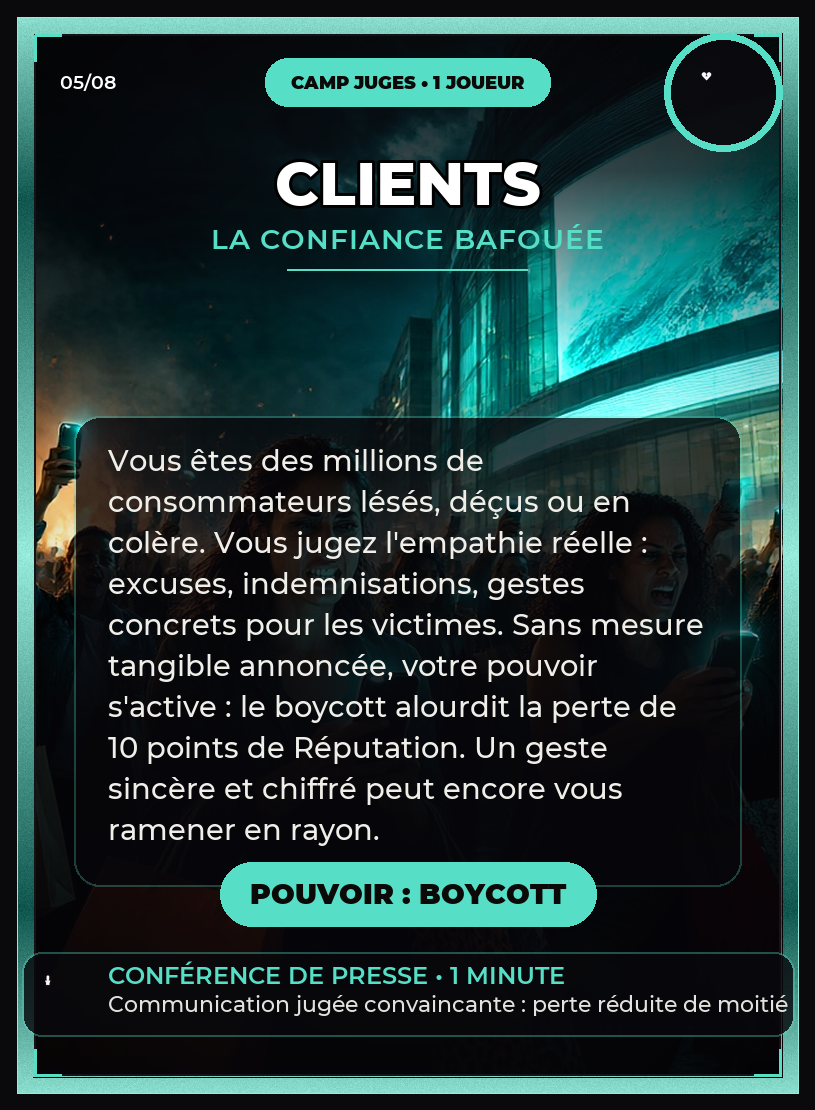 05/08
CAMP JUGES • 1 JOUEUR
CLIENTS
LA CONFIANCE BAFOUÉE
Vous êtes des millions de
consommateurs lésés, déçus ou en
colère. Vous jugez l'empathie réelle :
excuses, indemnisations, gestes
concrets pour les victimes. Sans mesure
tangible annoncée, votre pouvoir
s'active : le boycott alourdit la perte de
10 points de Réputation. Un geste
sincère et chiffré peut encore vous
ramener en rayon.
POUVOIR : BOYCOTT
CONFÉRENCE DE PRESSE • 1 MINUTE
Communication jugée convaincante : perte réduite de moitié